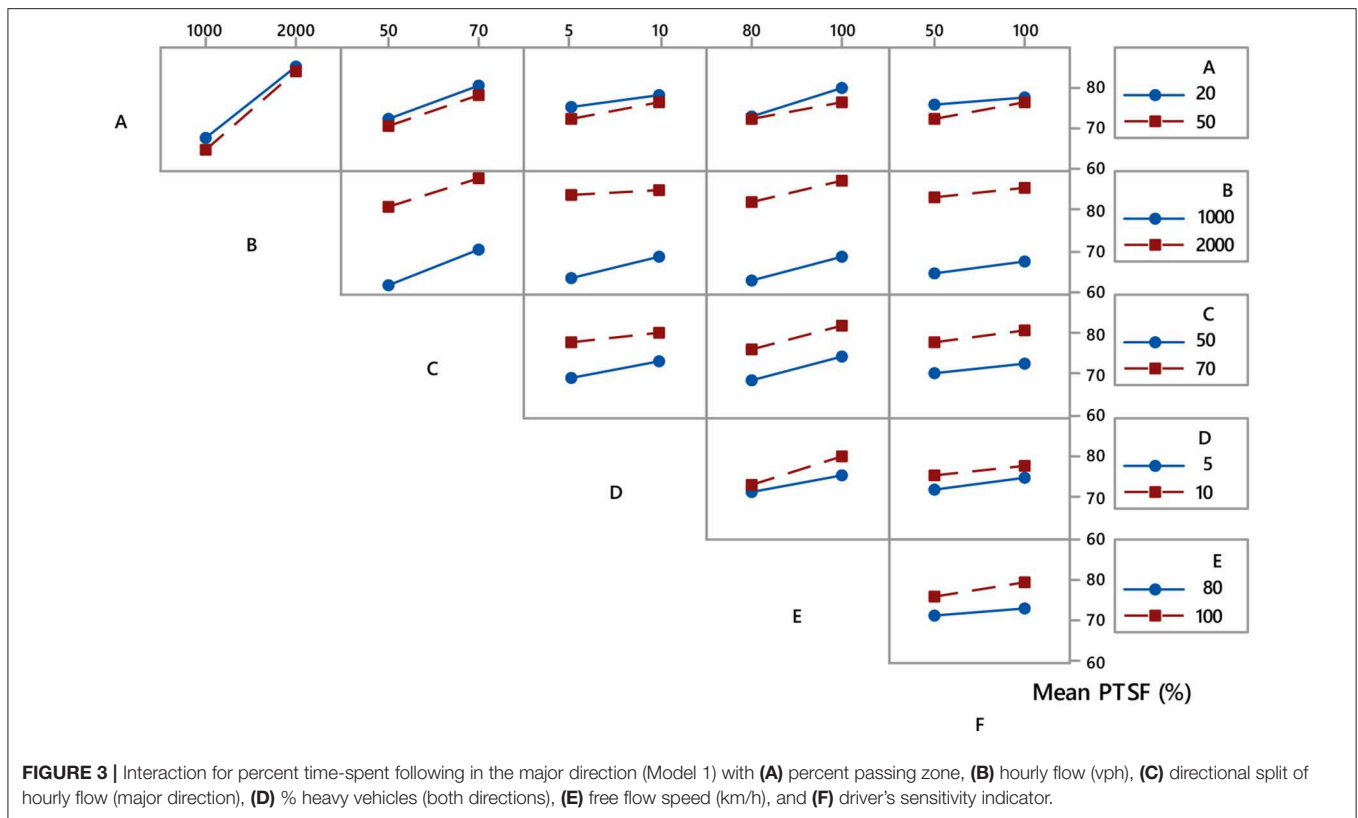 1000 2000 50 70 5 10 80 100 50 100
A
80
70
60
A
20
50
B
80
70
60
B
1000
2000
C
80
70
60
C
50
70
D
80
70
60
D
5
10
E
80
70
60
E
80
100
Mean PTSF (%)
F
FIGURE 3 | Interaction for percent time-spent following in the major direction (Model 1) with (A) percent passing zone, (B) hourly flow (vph), (C) directional split of
hourly flow (major direction), (D) % heavy vehicles (both directions), (E) free flow speed (km/h), and (F) driver's sensitivity indicator.